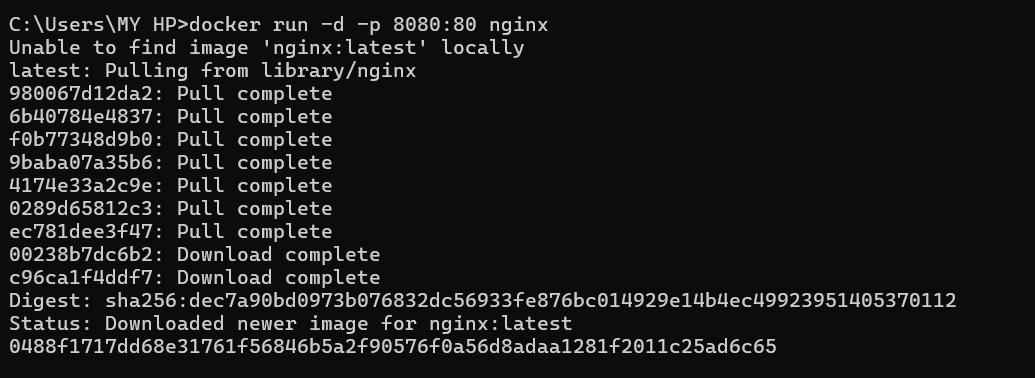 C:\Users\MY HP>docker run -d -p 8080:80 nginx
Unable to find image 'nginx:latest' locally
latest: Pulling from library/nginx
980067d12da2: Pull complete
6b40784e4837: Pull complete
f0b77348d9b0: Pull complete
9baba07a35b6: Pull complete
4174e33a2c9e: Pull complete
0289d65812c3: Pull complete
ec781dee3f47: Pull complete
00238b7dc6b2: Download complete
c96ca1f4ddf7: Download complete
Digest: sha256:dec7a90bd0973b076832dc56933fe876bc014929e14b4ec49923951405370112
Status: Downloaded newer image for nginx:latest
0488f1717dd68e31761f56846b5a2f90576f0a56d8adaa1281f2011c25ad6c65